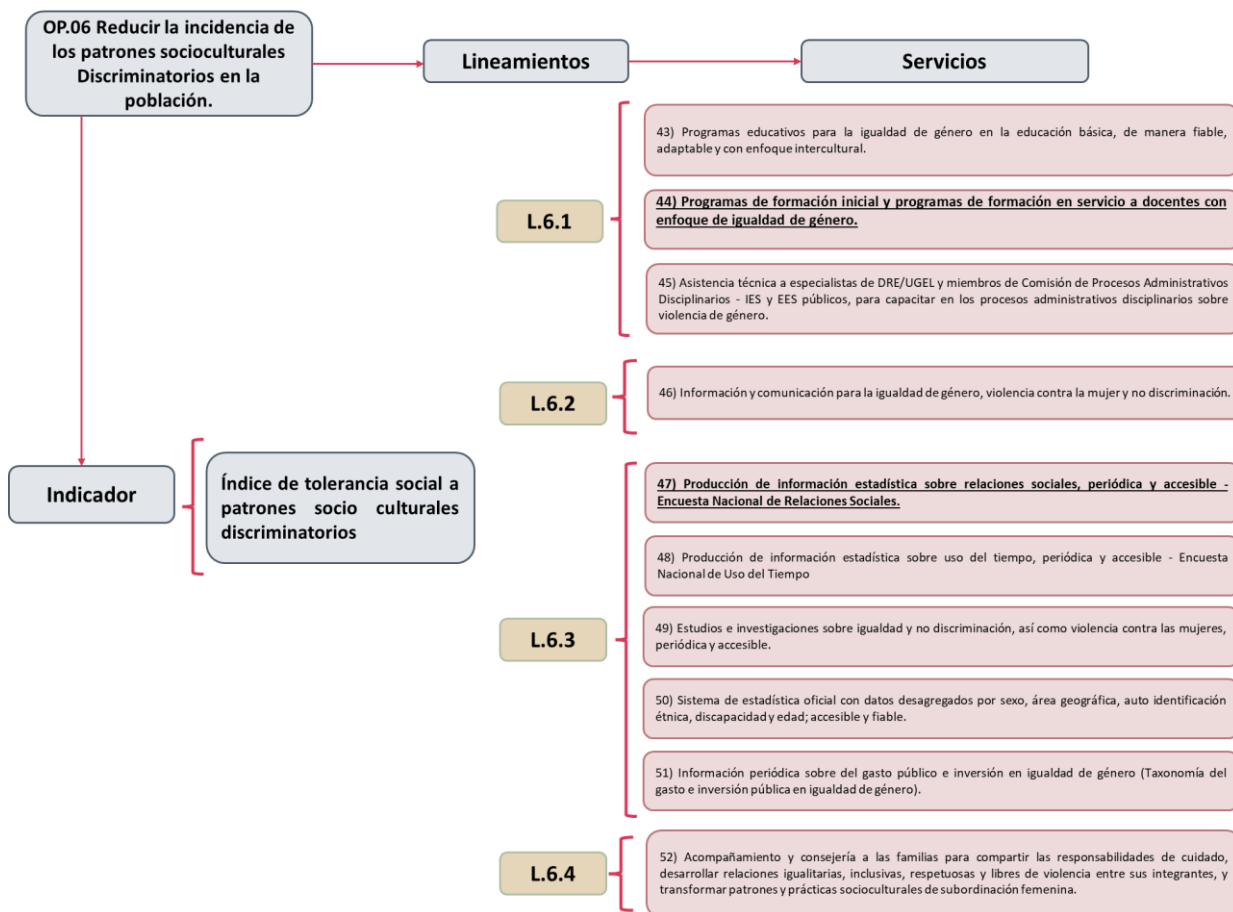 OP.06 Reducir la incidencia de
los patrones socioculturales
Discriminatorios en la
población.
Lineamientos
Servicios
L.6.1
43) Programas educativos para la igualdad de género en la educación básica, de manera fiable,
adaptable y con enfoque intercultural.
44) Programas de formación inicial y programas de formación en servicio a docentes con
enfoque de igualdad de género.
45) Asistencia técnica a especialistas de DRE/UGEL y miembros de Comisión de Procesos Administrativos
Disciplinarios - IES y EES públicos, para capacitar en los procesos administrativos disciplinarios sobre
violencia de género.
L.6.2
46) Información y comunicación para la igualdad de género, violencia contra la mujer y no discriminación.
Indicador
Índice de tolerancia social a
patrones socio culturales
discriminatorios
L.6.3
47) Producción de información estadística sobre relaciones sociales, periódica y accesible -
Encuesta Nacional de Relaciones Sociales.
48) Producción de información estadística sobre uso del tiempo, periódica y accesible - Encuesta
Nacional de Uso del Tiempo
49) Estudios e investigaciones sobre igualdad y no discriminación, así como violencia contra las mujeres,
periódica y accesible.
50) Sistema de estadística oficial con datos desagregados por sexo, área geográfica, auto identificación
étnica, discapacidad y edad; accesible y fiable.
51) Información periódica sobre del gasto público e inversión en igualdad de género (Taxonomía del
gasto e inversión pública en igualdad de género).
L.6.4
52) Acompañamiento y consejería a las familias para compartir las responsabilidades de cuidado,
desarrollar relaciones igualitarias, inclusivas, respetuosas y libres de violencia entre sus integrantes, y
transformar patrones y prácticas socioculturales de subordinación femenina.